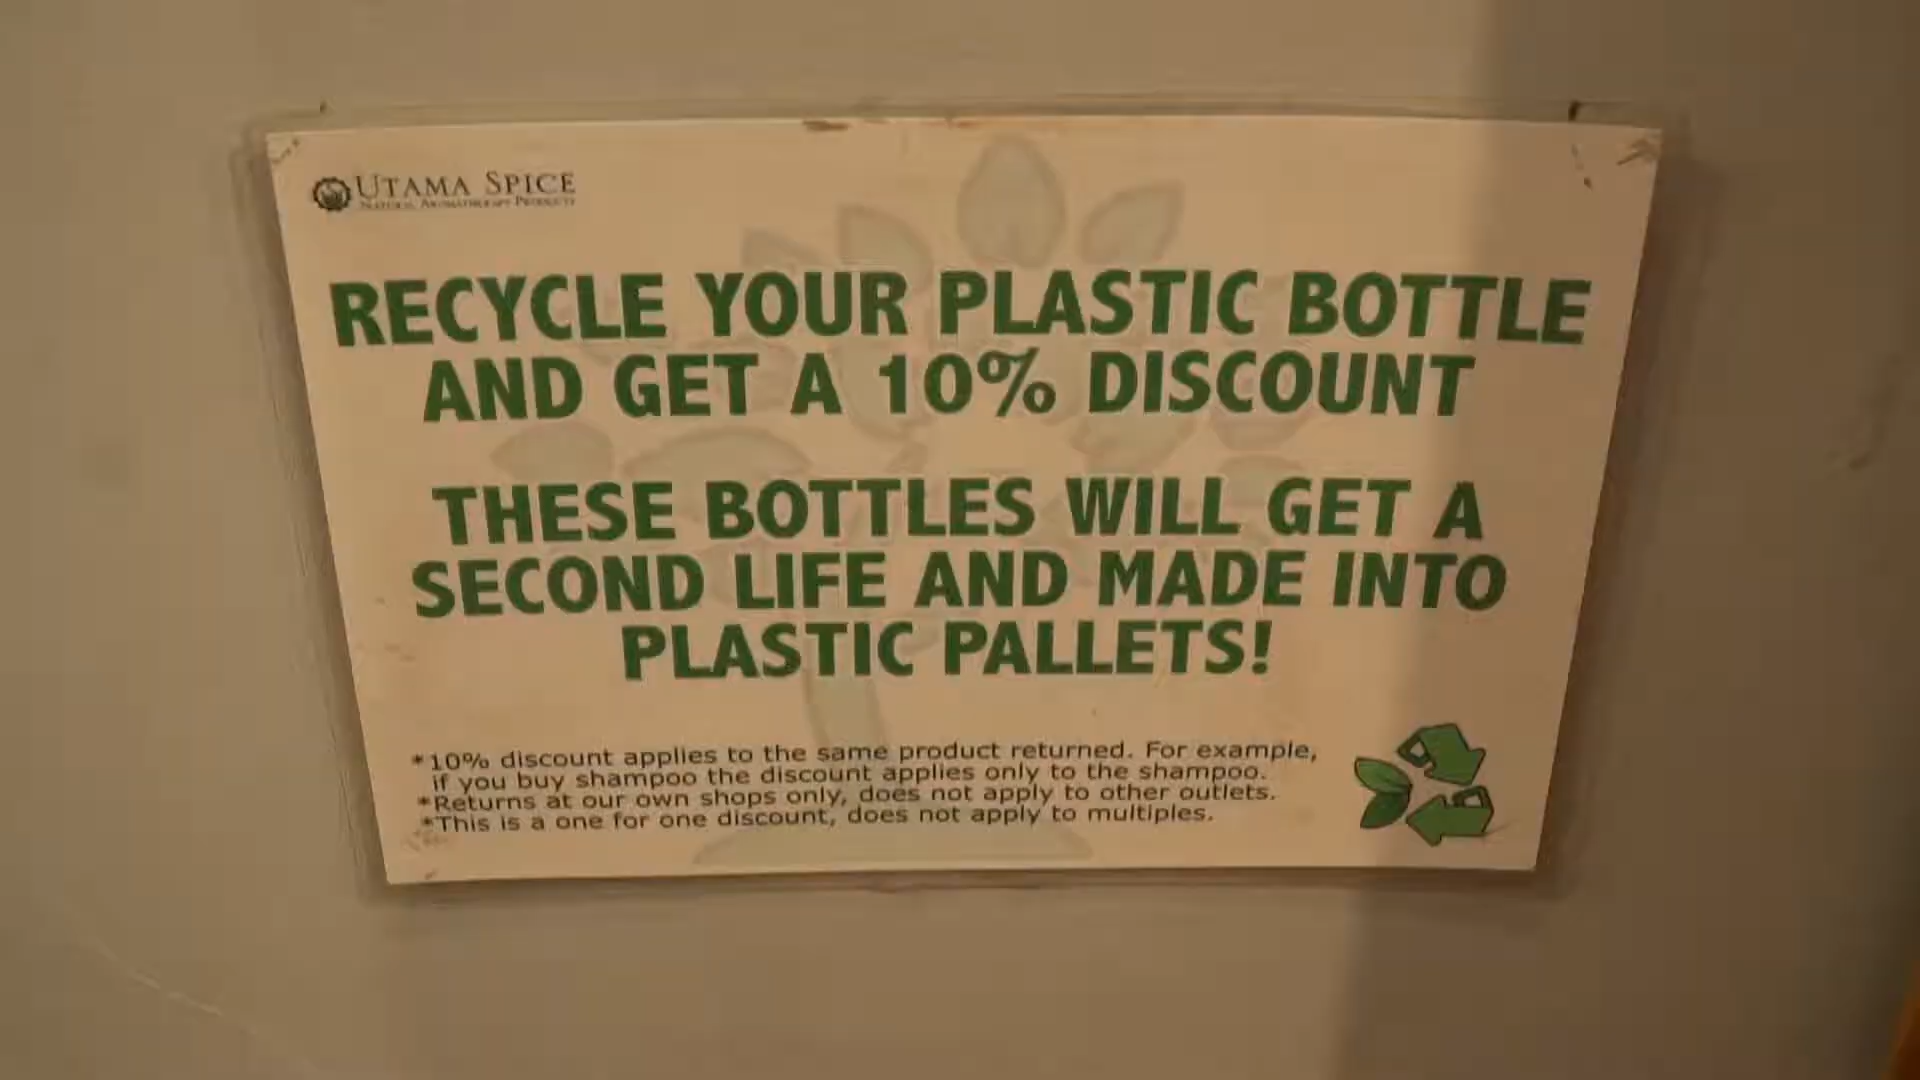 UTAMA SPICE
NATURAL AROMATHERAPY PRODUCTS
RECYCLE YOUR PLASTIC BOTTLE
AND GET A 10% DISCOUNT
THESE BOTTLES WILL GET A
SECOND LIFE AND MADE INTO
PLASTIC PALLETS!
*10% discount applies to the same product returned. For example,
if you buy shampoo the discount applies only to the shampoo.
*Returns at our own shops only, does not apply to other outlets.
*This is a one for one discount, does not apply to multiples.